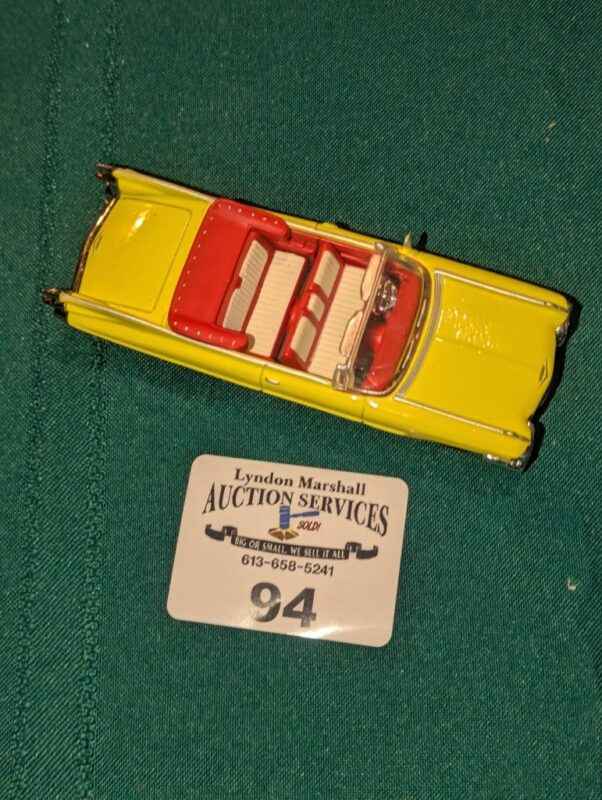 Lyndon Marshall
AUCTION SERVICES
SOLD!
BIG OR SMALL, WE SELL IT ALL
613-658-5241
94